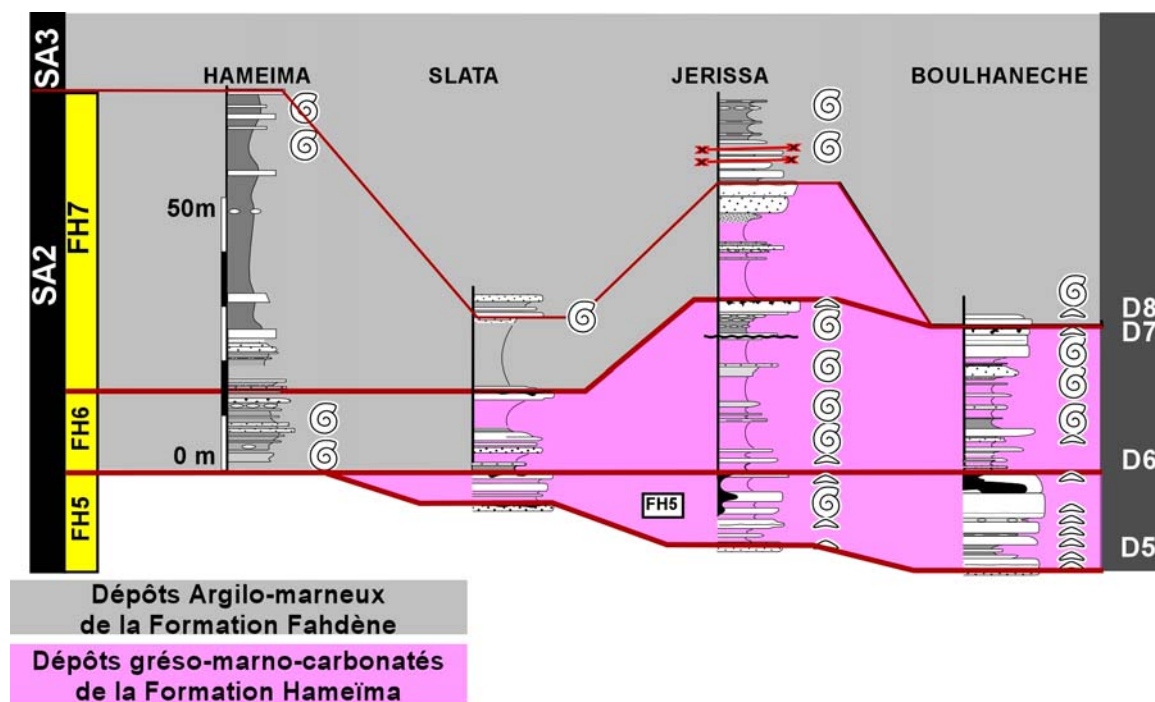 SA3
HAMEIMA SLATA JERISSA BOULHANECHE
SA2
FH7
50m
D8
D7
FH6
0 m
D6
FH5
FH5
D5
Dépôts Argilo-marneux
de la Formation Fahdène
Dépôts gréso-marno-carbonatés
de la Formation Hameïma